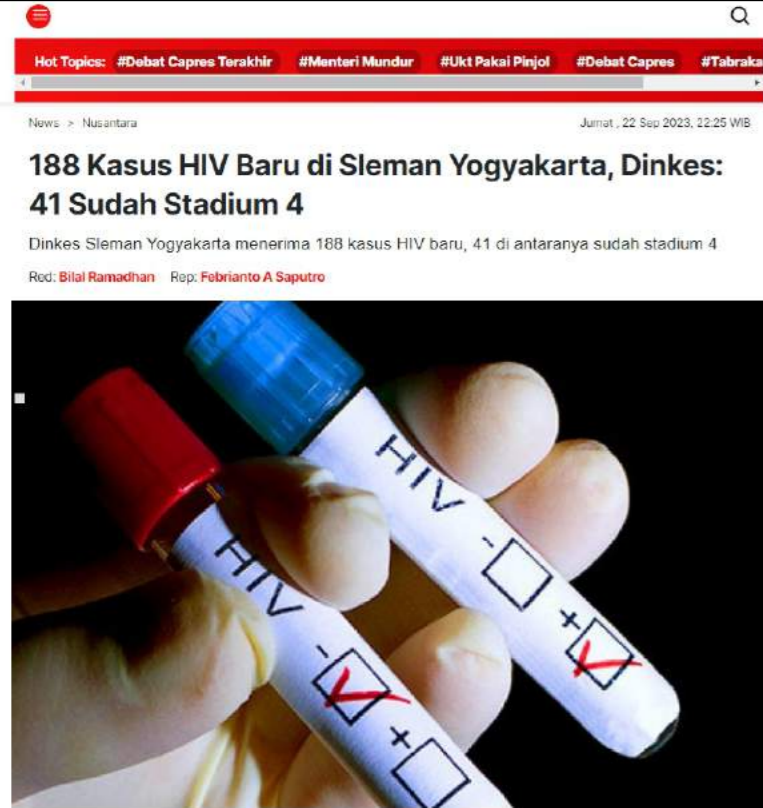 Hot Topics: #Debat Capres Terakhir #Menteri Mundur #Ukt Pakai Pinjol #Debat Capres #Tabraka
News > Nusantara
Jumat , 22 Sep 2023, 22:25 WIB
188 Kasus HIV Baru di Sleman Yogyakarta, Dinkes:
41 Sudah Stadium 4
Dinkes Sleman Yogyakarta menerima 188 kasus HIV baru, 41 di antaranya sudah stadium 4
Red: Bilal Ramadhan Rep: Febrianto A Saputro
HIV
-
+
HIV
-
+